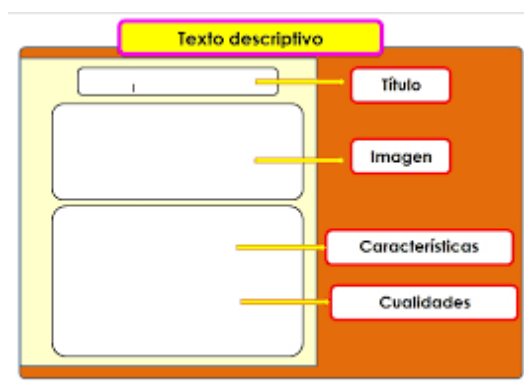 Texto descriptivo
Título
Imagen
Características
Cualidades